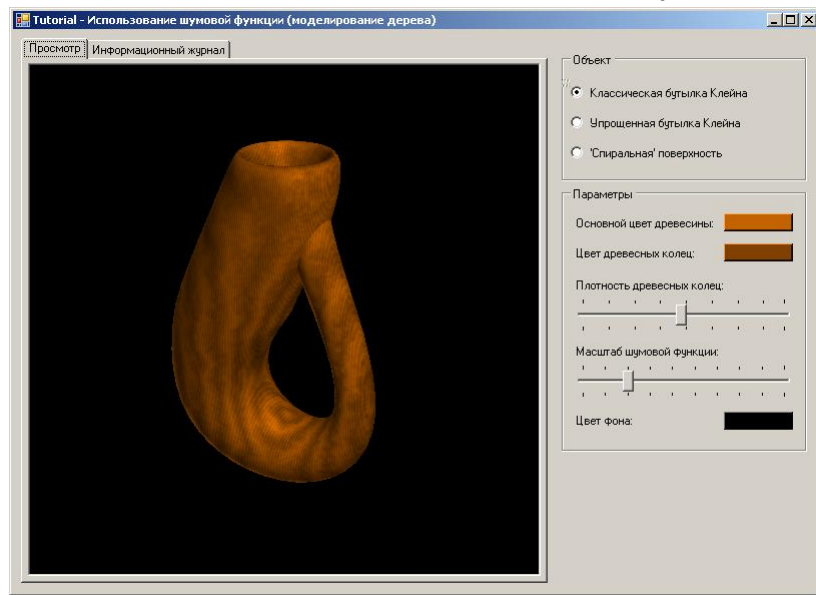 Tutorial - Использование шумовой функции (моделирование дерева)
Просмотр
Информационный журнал
Объект
Классическая бутылка Клейна
Упрощенная бутылка Клейна
'Спиральная' поверхность
Параметры
Основной цвет древесины:
Цвет древесных колец:
Плотность древесных колец:
Масштаб шумовой функции:
Цвет фона: